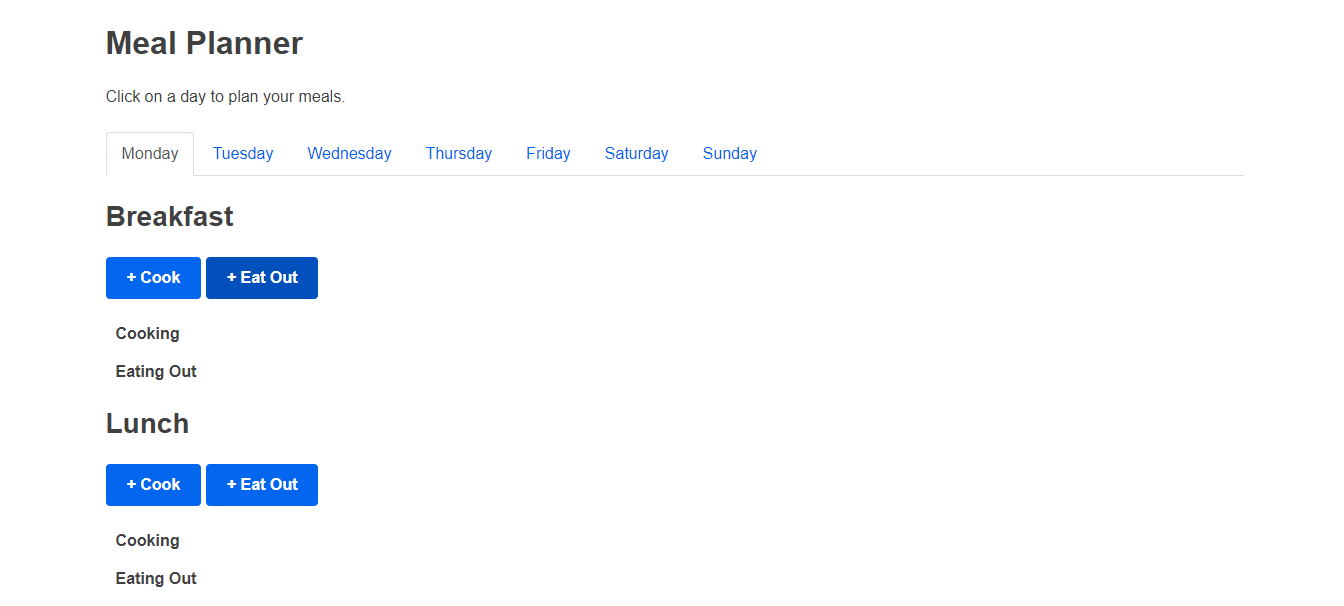 Meal Planner
Click on a day to plan your meals.
Monday Tuesday Wednesday Thursday Friday Saturday Sunday
Breakfast
+ Cook + Eat Out
Cooking
Eating Out
Lunch
+ Cook + Eat Out
Cooking
Eating Out